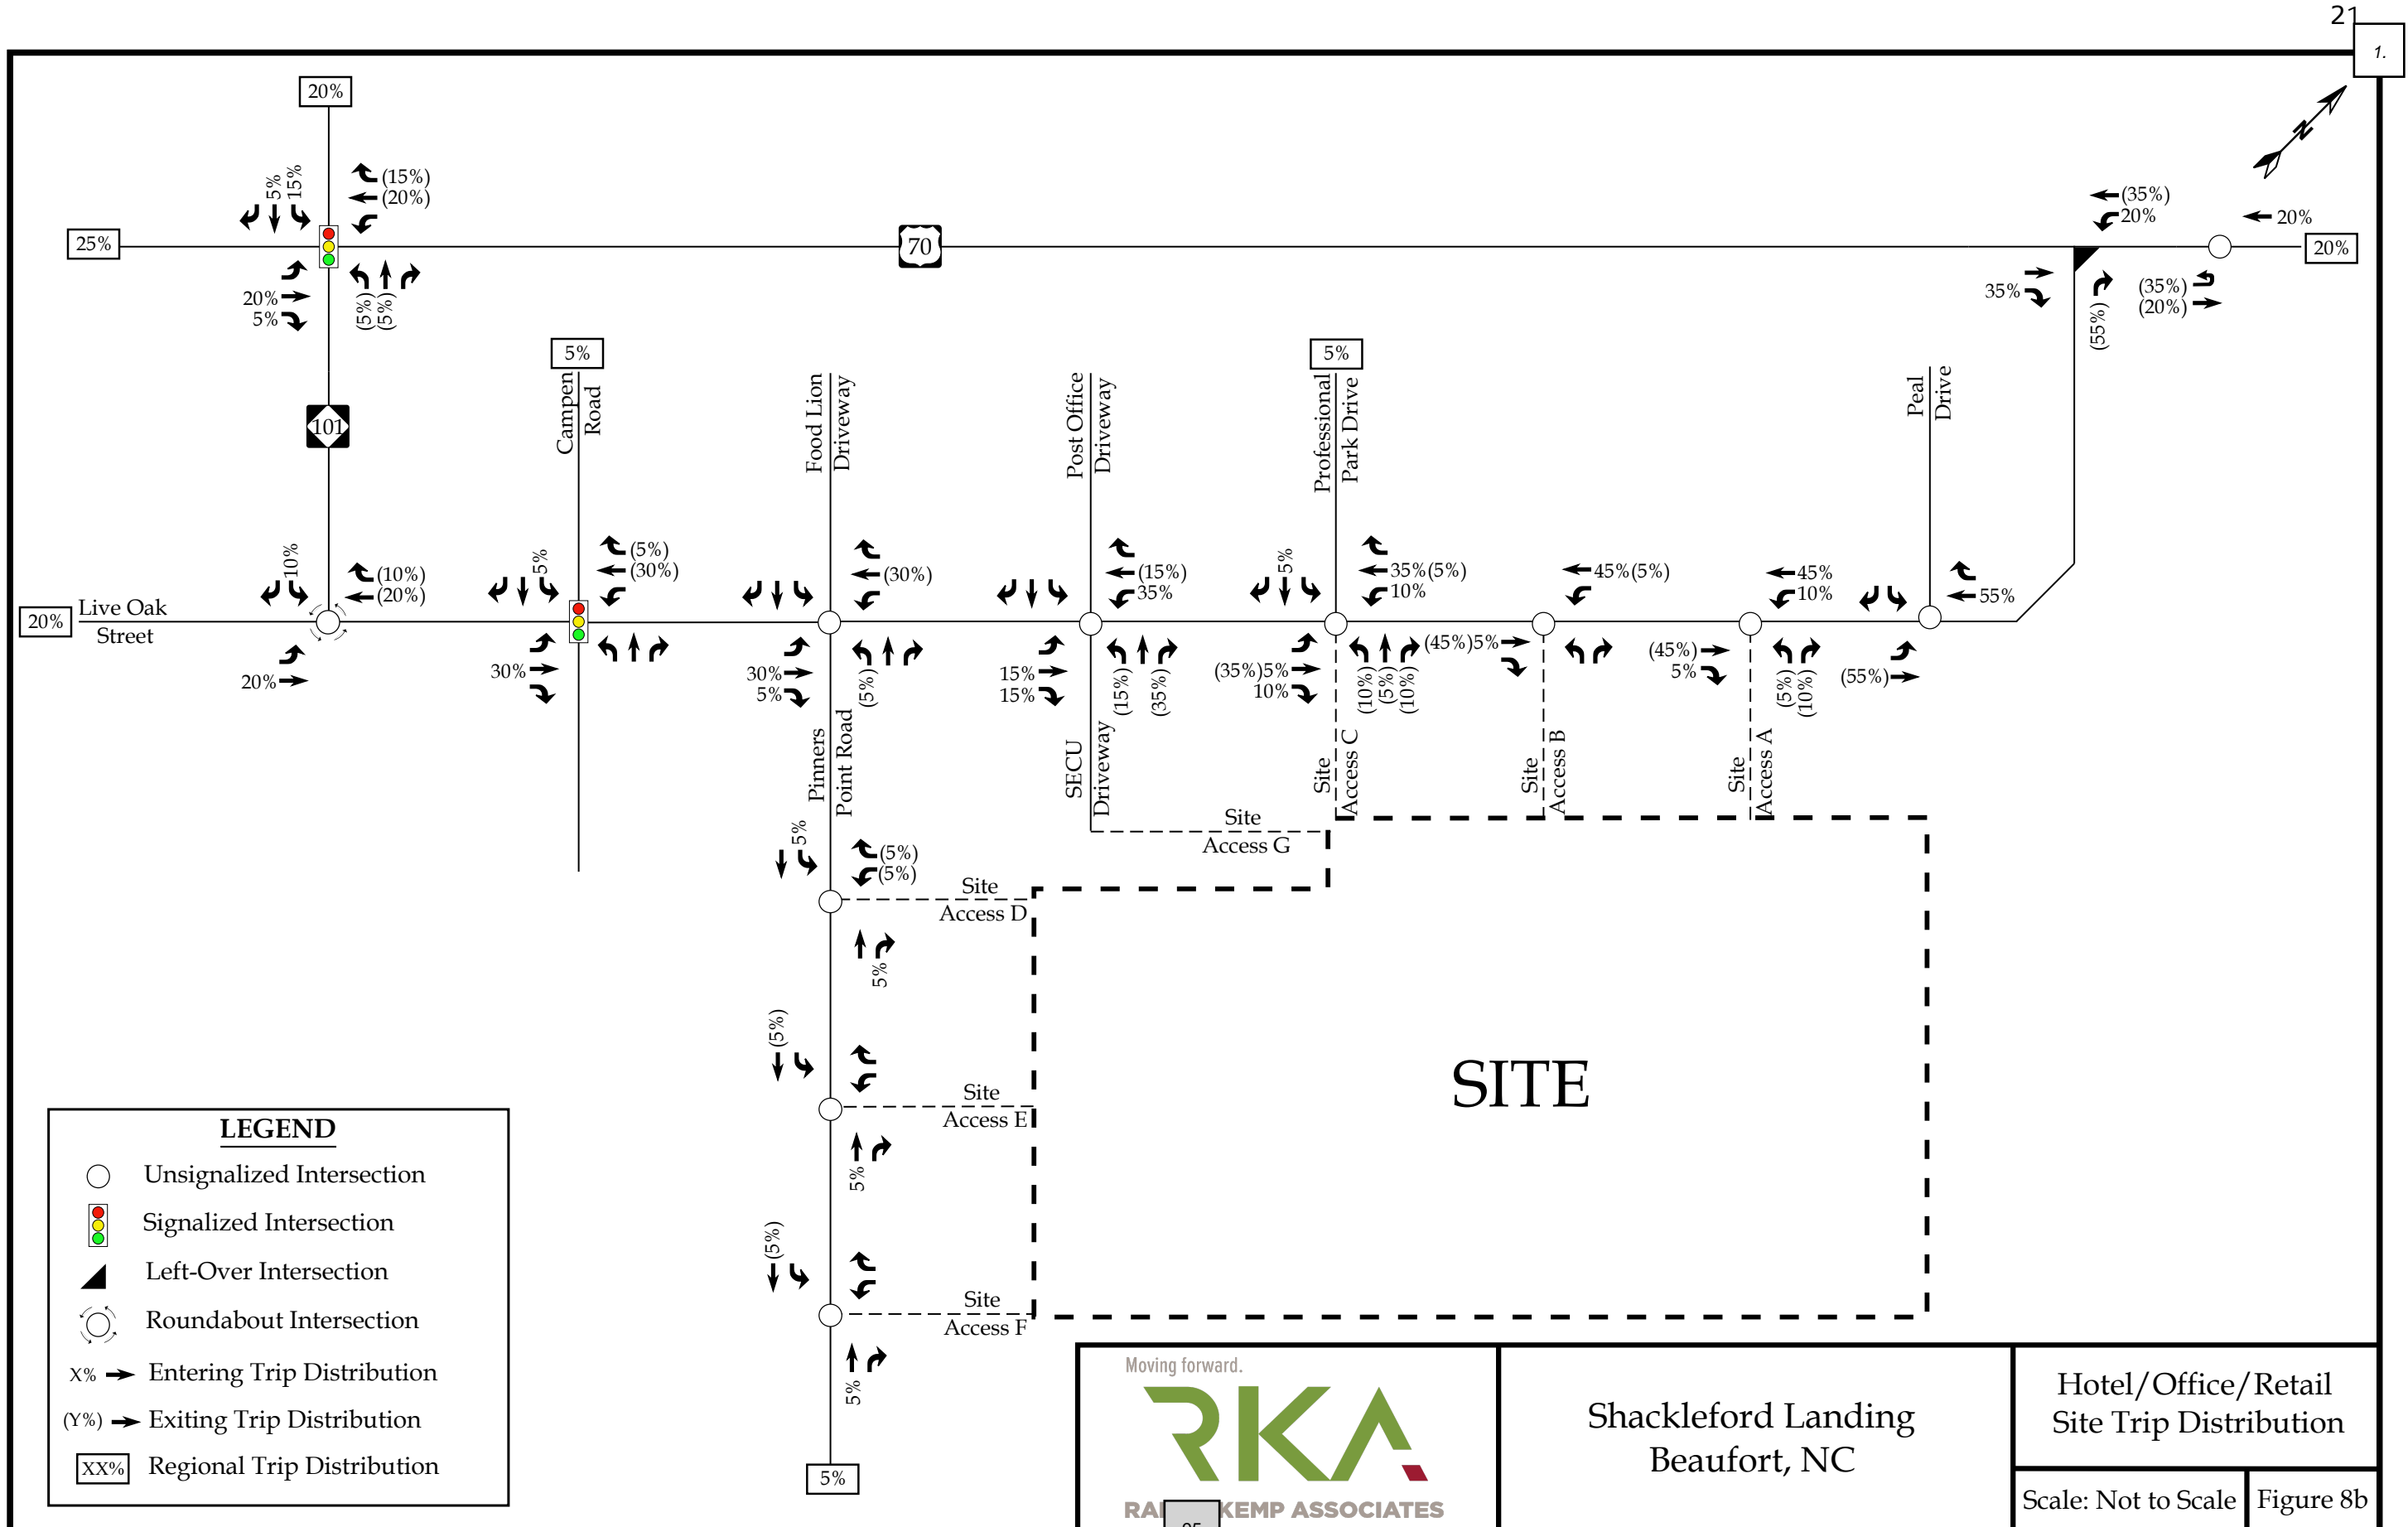 21
1.
20%
5%
15%
(15%)
(20%)
25%
70
(35%)
20%
20%
20%
20%
5%
(5%)
(5%)
35%
(35%)
(20%)
(55%)
101
5%
5%
Campen
Road
Food Lion
Driveway
Post Office
Driveway
Professional
Park Drive
Peal
Drive
10%
(10%)
(20%)
5%
(5%)
(30%)
(30%)
(15%)
35%
5%
35%(5%)
10%
45%(5%)
45%
10%
55%
20%
Live Oak
Street
20%
30%
30%
5%
(5%)
15%
15%
(15%)
(35%)
(35%)5%
10%
(10%)
(5%)
(10%)
(45%)5%
(45%)
5%
(5%)
(10%)
(55%)
Pinners
Point Road
SECU
Driveway
Site
Access C
Site
Access B
Site
Access A
Site
Access G
5%
(5%)
(5%)
Site
Access D
5%
(5%)
Site
Access E
5%
SITE
(5%)
Site
Access F
5%
5%
LEGEND
Unsignalized Intersection
Signalized Intersection
Left-Over Intersection
Roundabout Intersection
X% Entering Trip Distribution
(Y%) Exiting Trip Distribution
XX% Regional Trip Distribution
Moving forward.
RKA
KEMP ASSOCIATES
Shackleford Landing
Beaufort, NC
Hotel/Office/Retail
Site Trip Distribution
Scale: Not to Scale
Figure 8b
N